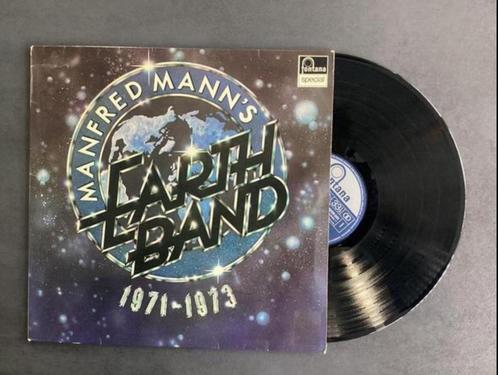 fontana
special
MANFRED MANN'S
EARTH
BAND
1971-1973
fontana